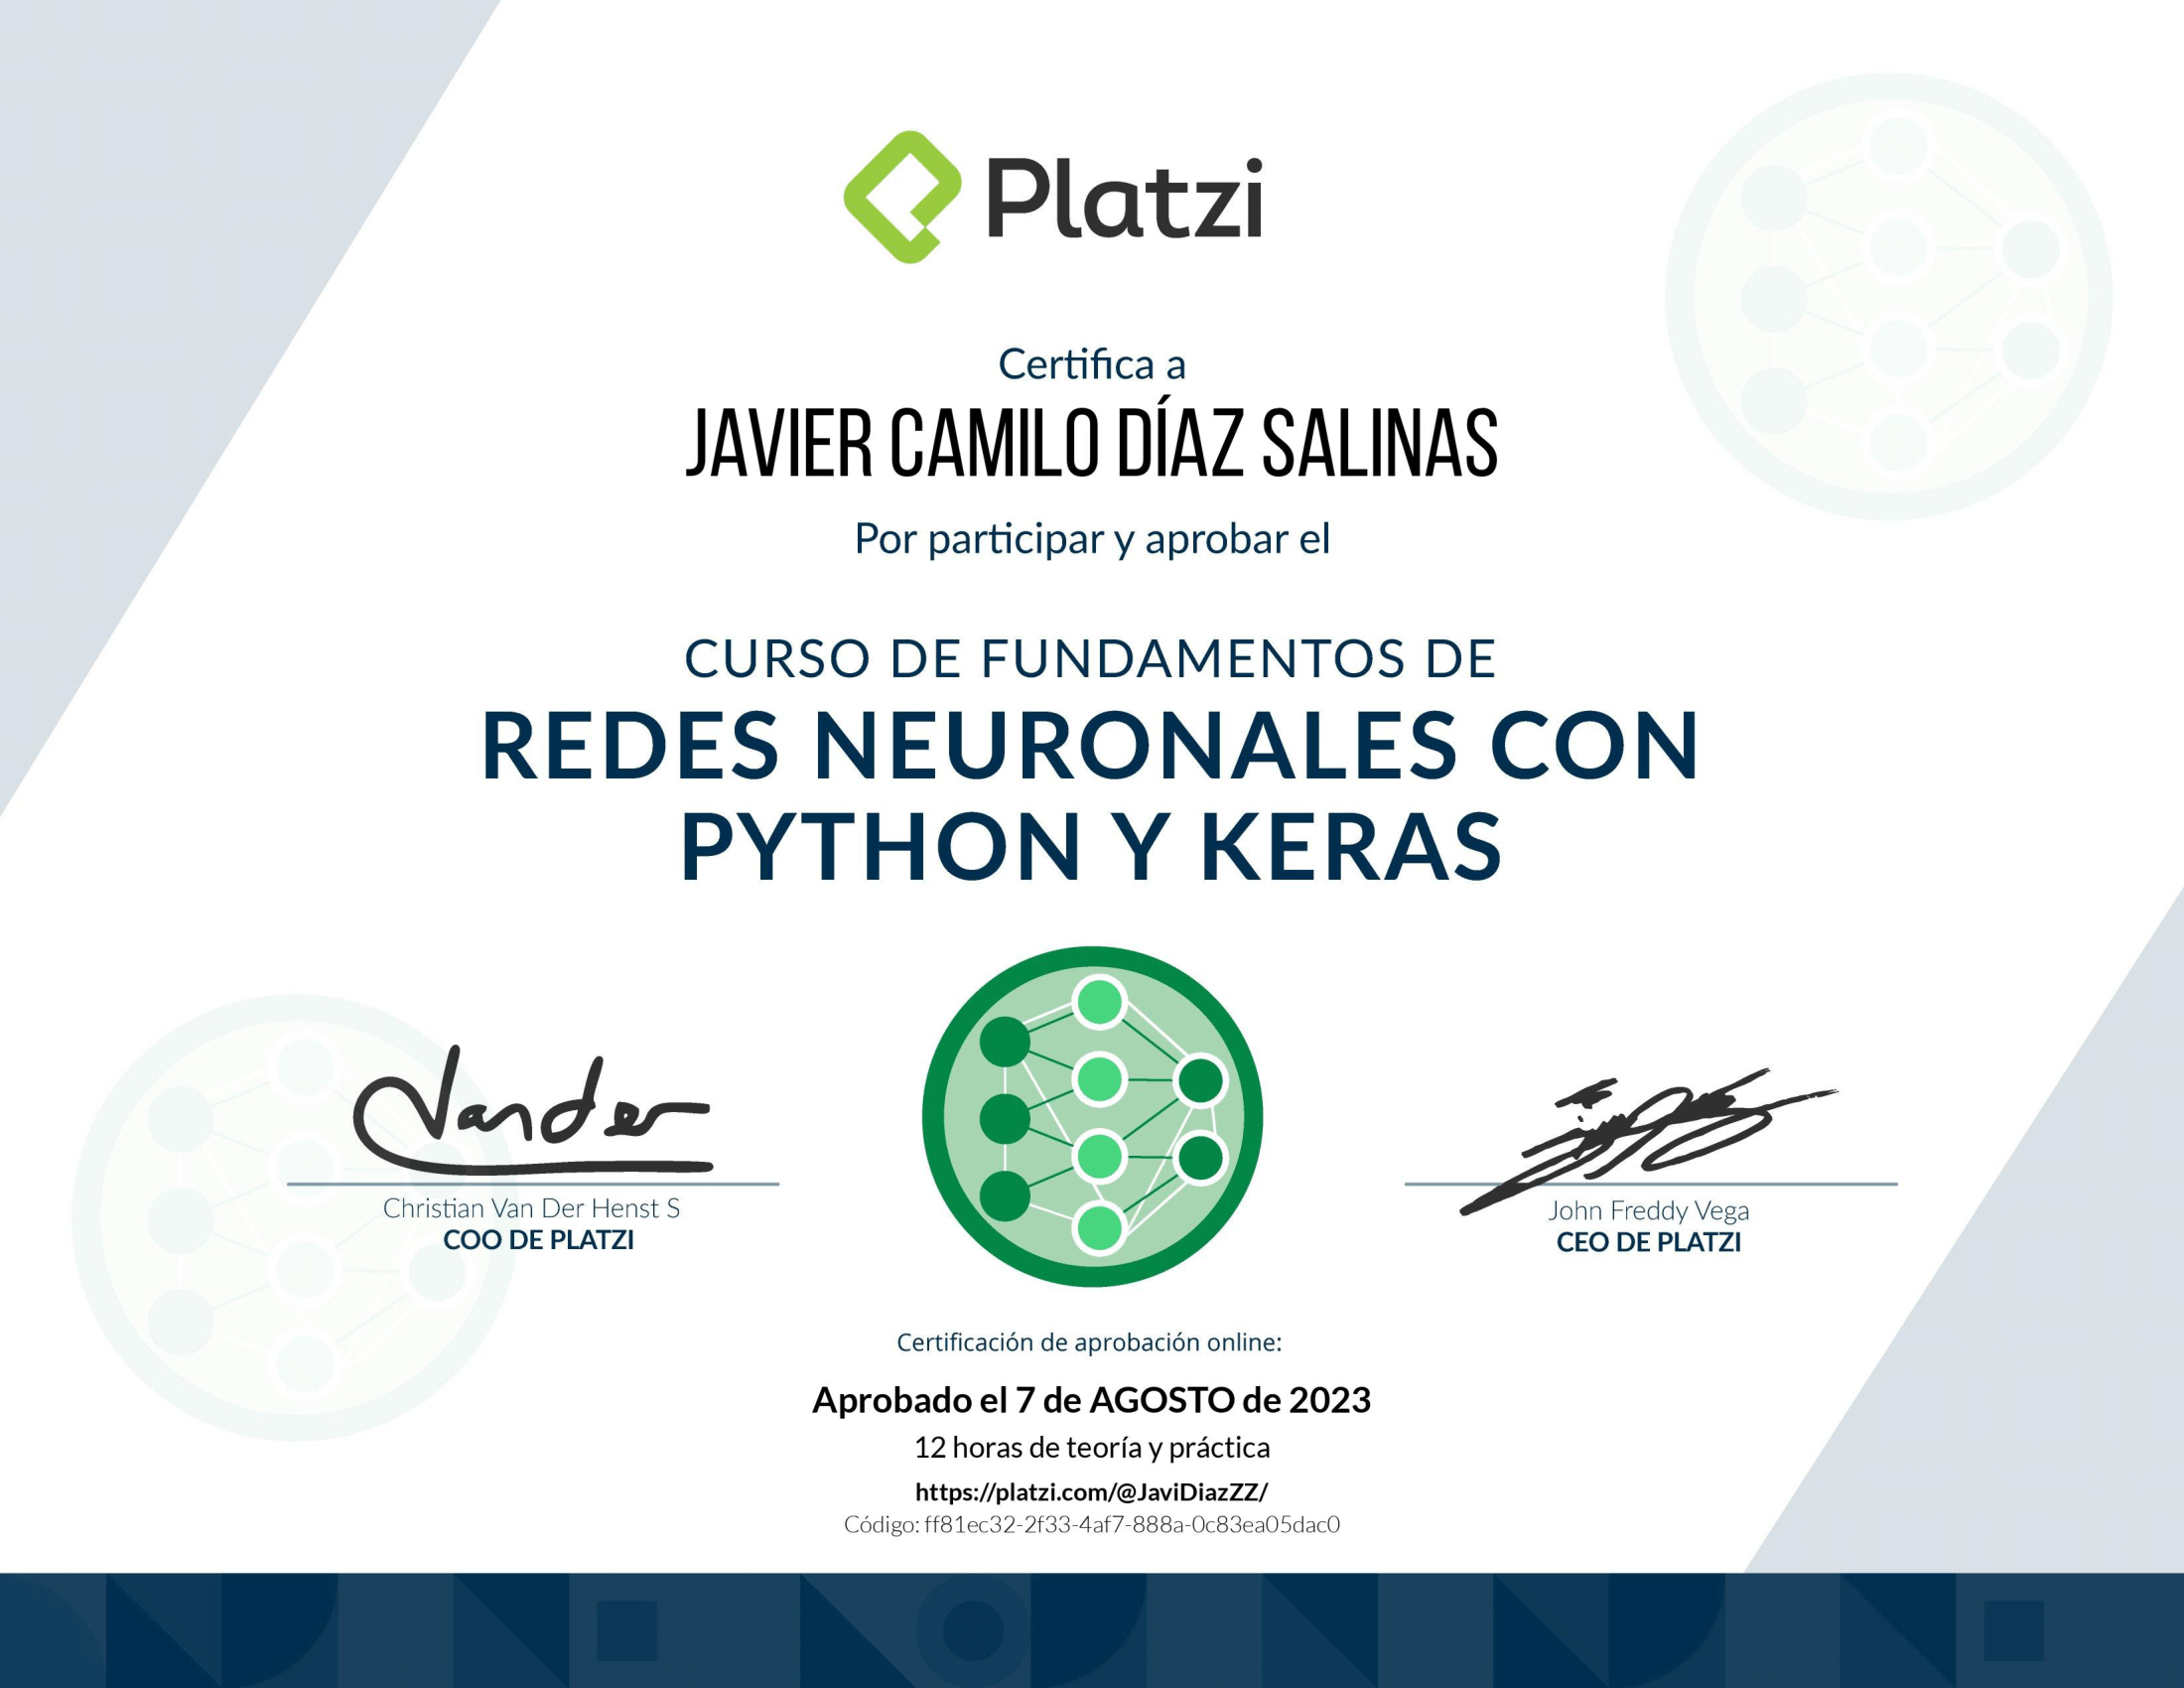 Platzi
Certifica a
JAVIER CAMILO DÍAZ SALINAS
Por participar y aprobar el
CURSO DE FUNDAMENTOS DE
REDES NEURONALES CON
PYTHON Y KERAS
Vander
Christian Van Der Henst S
COO DE PLATZI
John Freddy Vega
CEO DE PLATZI
Certificación de aprobación online:
Aprobado el 7 de AGOSTO de 2023
12 horas de teoría y práctica
https://platzi.com/@JaviDiazZZ/
Código: ff81ec32-2f33-4af7-888a-0c83ea05dac0